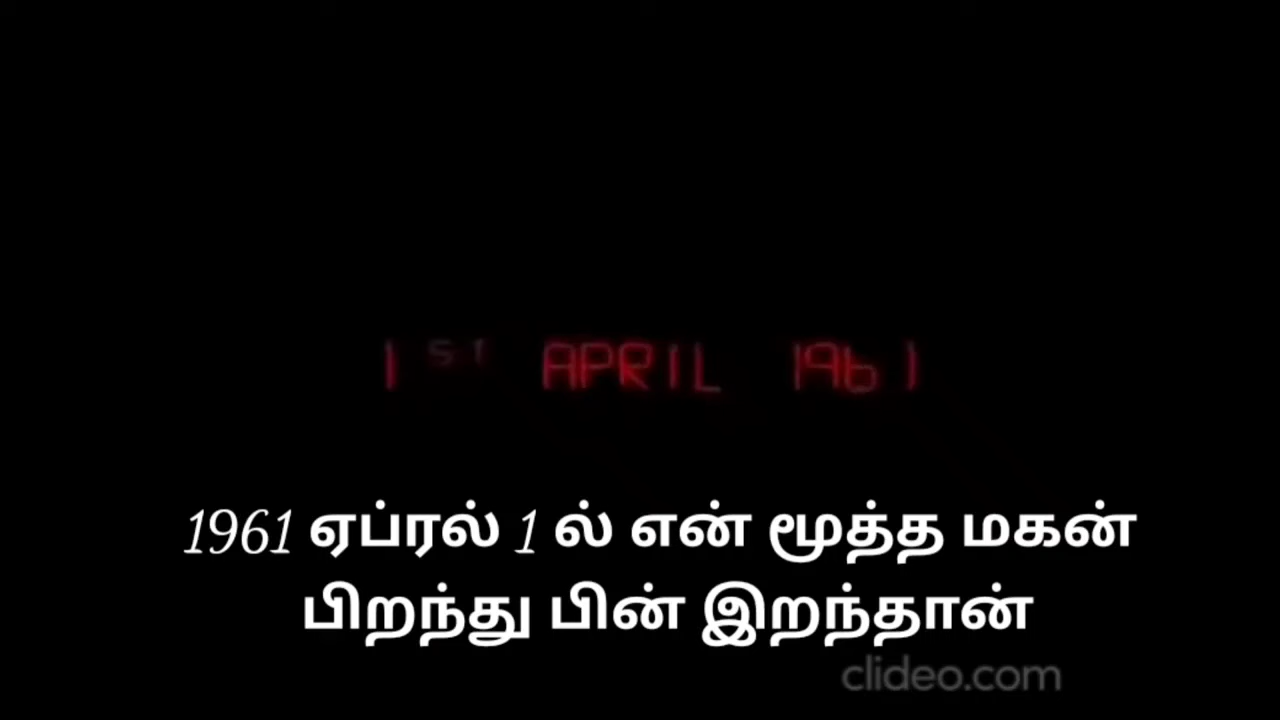 1ST APRIL 1961
1961 ஏப்ரல் 1 ல் என் மூத்த மகன்
பிறந்து பின் இறந்தான்
clideo.com